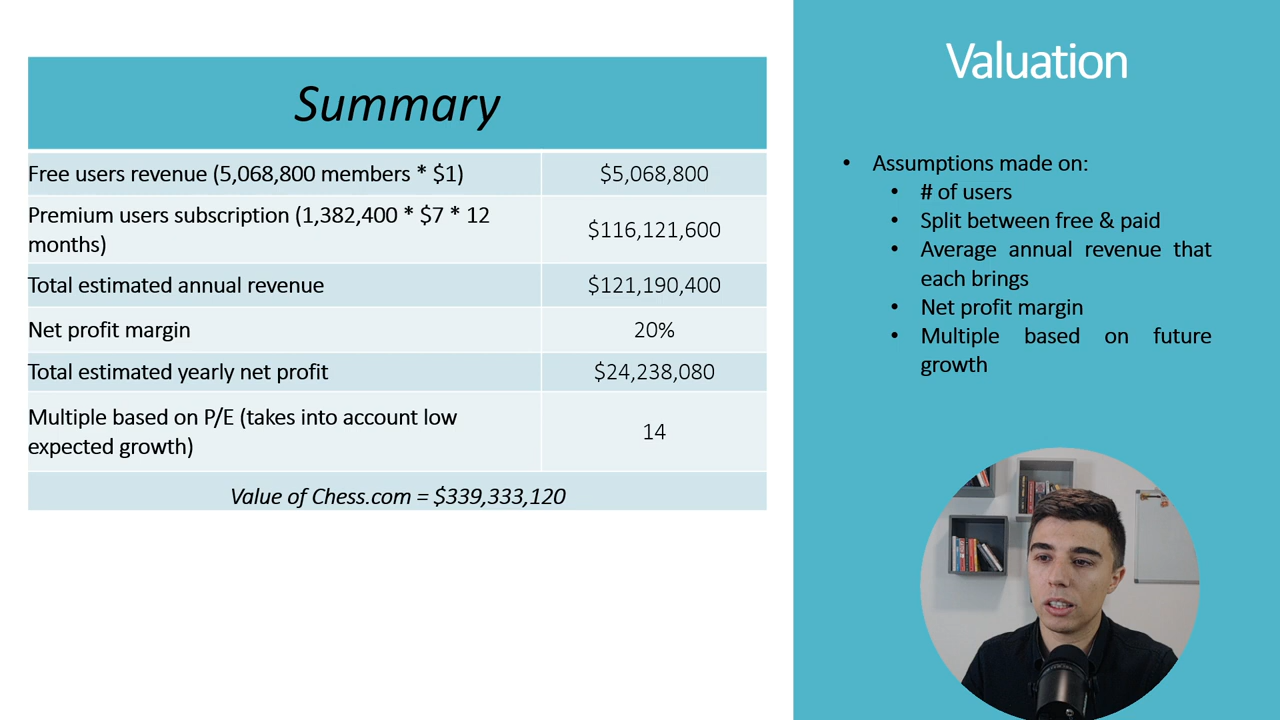 Summary
Free users revenue (5,068,800 members * $1)
$5,068,800
Premium users subscription (1,382,400 * $7 * 12
months)
$116,121,600
Total estimated annual revenue
$121,190,400
Net profit margin
20%
Total estimated yearly net profit
$24,238,080
Multiple based on P/E (takes into account low
expected growth)
14
Value of Chess.com = $339,333,120
Valuation
• Assumptions made on:
• # of users
• Split between free & paid
• Average annual revenue that
each brings
• Net profit margin
• Multiple based on future
growth